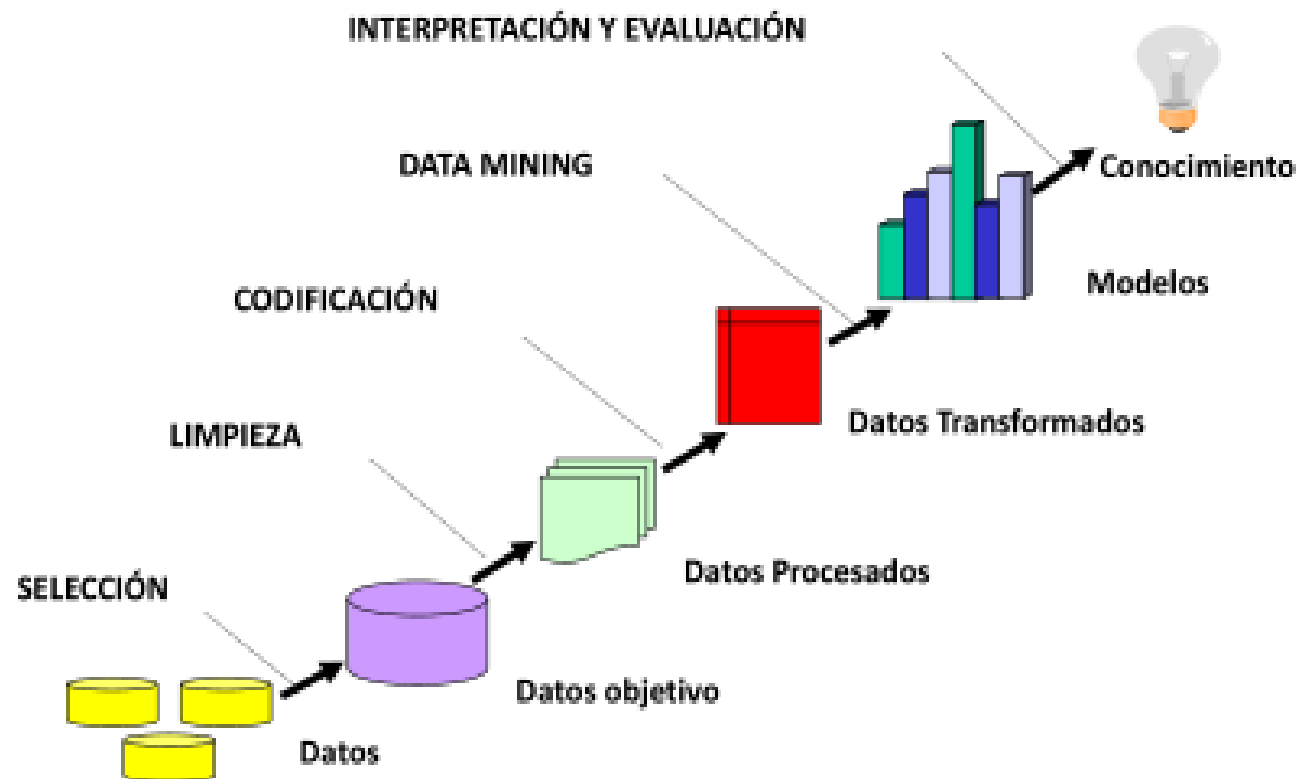 INTERPRETACIÓN Y EVALUACIÓN
DATA MINING
Conocimiento
CODIFICACIÓN
Modelos
LIMPIEZA
Datos Transformados
SELECCIÓN
Datos Procesados
Datos objetivo
Datos